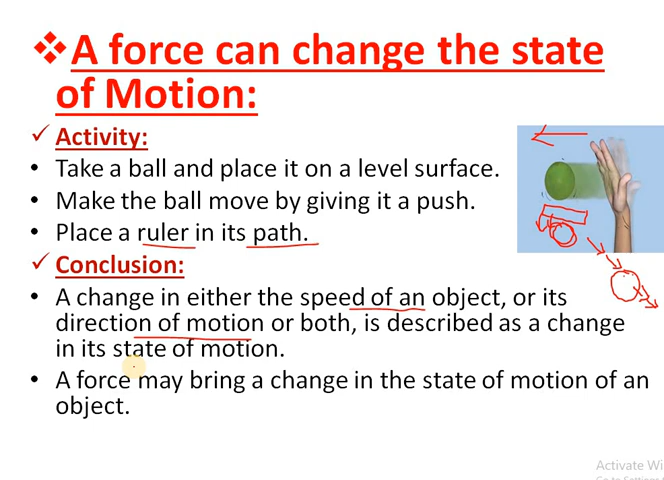 ❖A force can change the state
of Motion:
✓ Activity:
• Take a ball and place it on a level surface.
• Make the ball move by giving it a push.
• Place a ruler in its path.
✓ Conclusion:
• A change in either the speed of an object, or its
direction of motion or both, is described as a change
in its state of motion.
• A force may bring a change in the state of motion of an
object.
Activate Wi